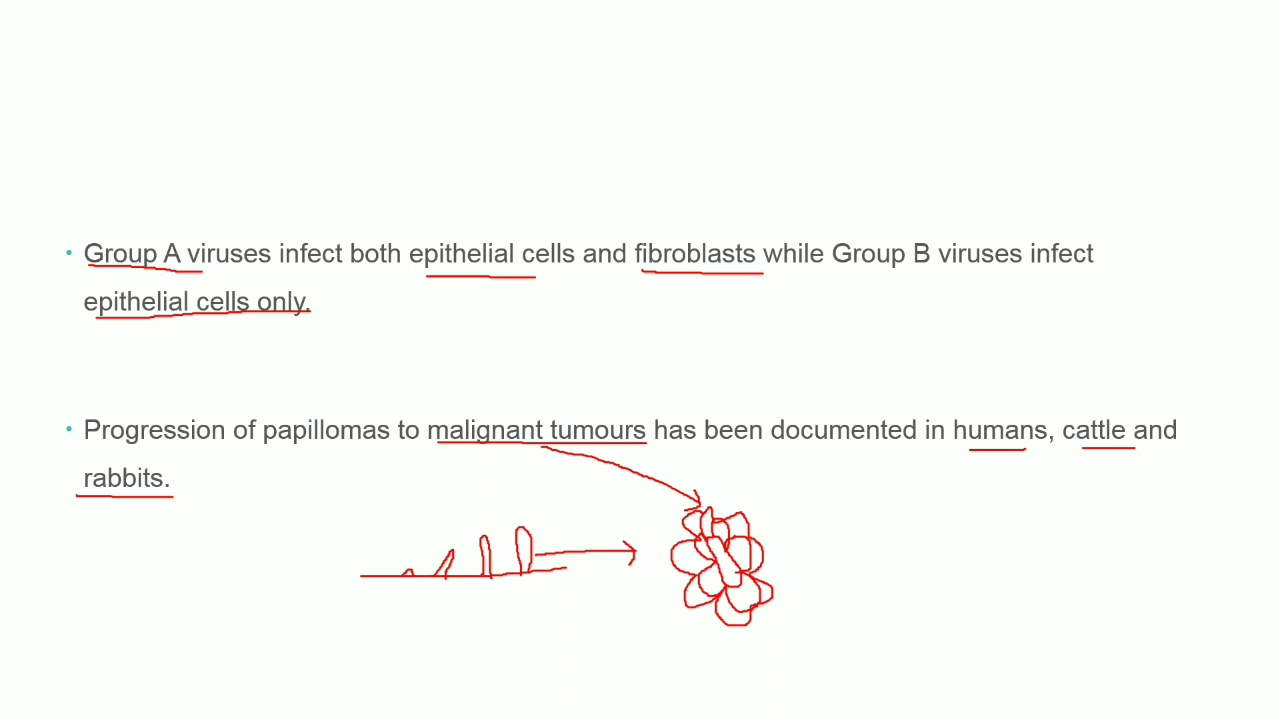 • Group A viruses infect both epithelial cells and fibroblasts while Group B viruses infect
epithelial cells only.
• Progression of papillomas to malignant tumours has been documented in humans, cattle and
rabbits.